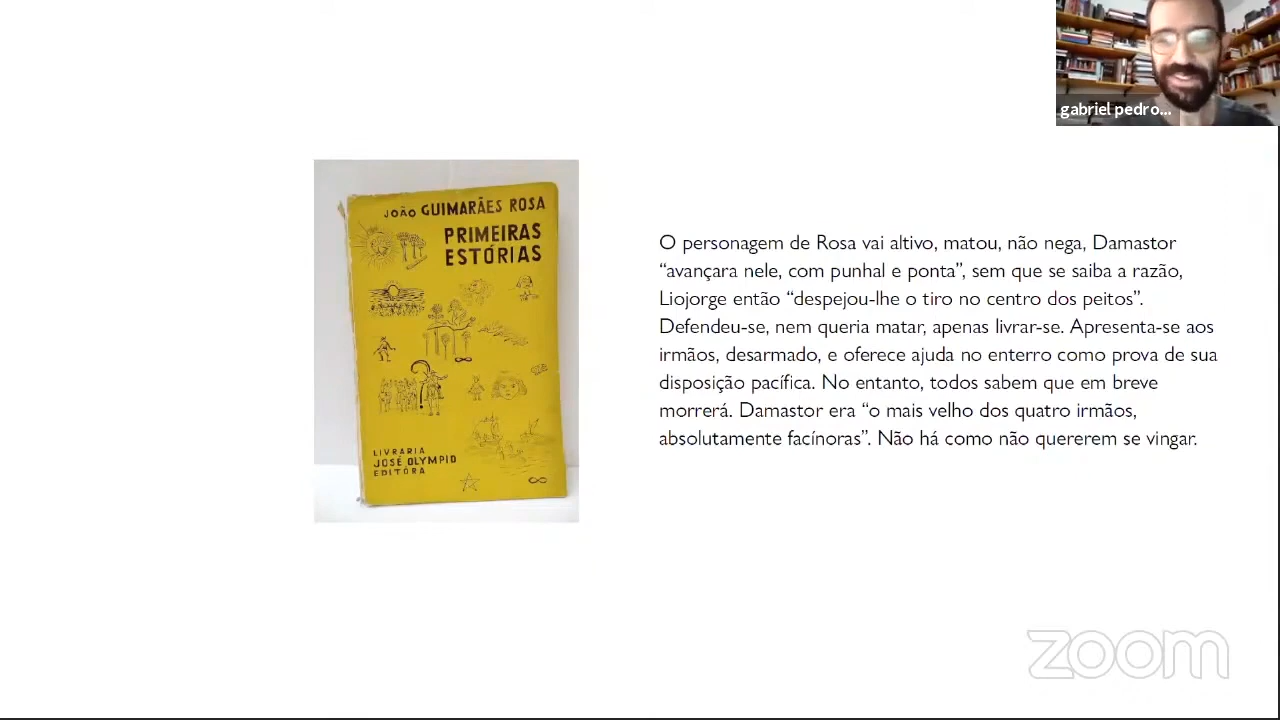 gabriel pedro...
JOÃO GUIMARÃES ROSA
PRIMEIRAS
ESTÓRIAS
LIVRARIA
JOSÉ OLYMPIO
EDITÔRA
O personagem de Rosa vai altivo, matou, não nega, Damastor
“avançara nele, com punhal e ponta”, sem que se saiba a razão,
Liojorge então “despejou-lhe o tiro no centro dos peitos”.
Defendeu-se, nem queria matar, apenas livrar-se. Apresenta-se aos
irmãos, desarmado, e oferece ajuda no enterro como prova de sua
disposição pacífica. No entanto, todos sabem que em breve
morrerá. Damastor era “o mais velho dos quatro irmãos,
absolutamente facínoras”. Não há como não quererem se vingar.
zoom